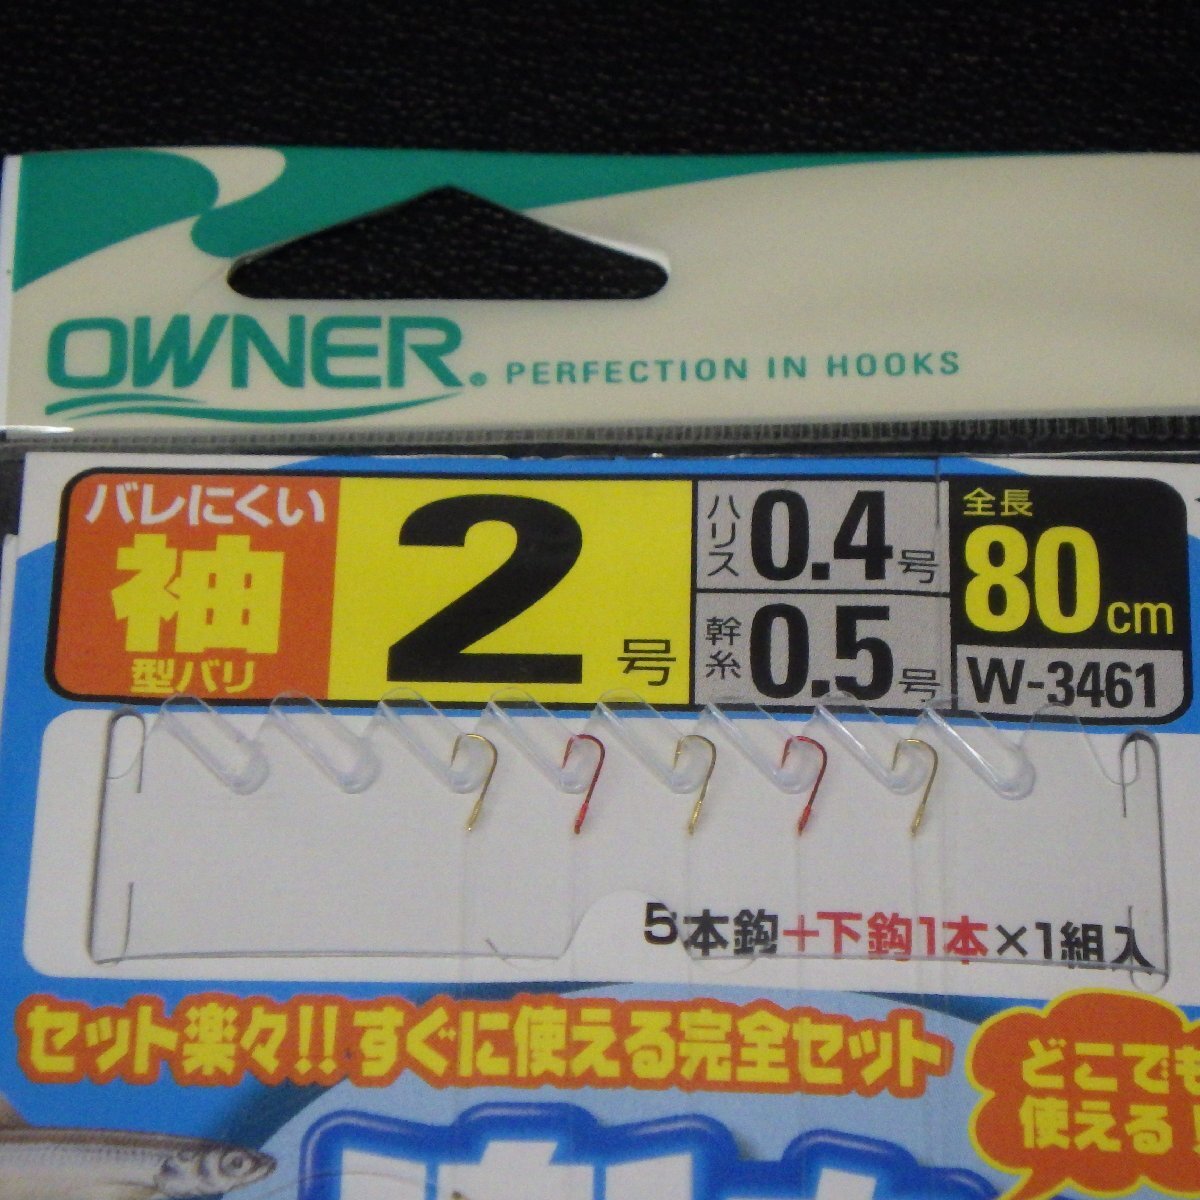 OWNER® PERFECTION IN HOOKS
バレにくい
袖
型バリ
2号
ハリス 0.4号
幹糸 0.5号
全長
80cm
W-3461
5本鈎+下鈎1本×1組入
セット楽々!!すぐに使える完全セット
どこでも
使える